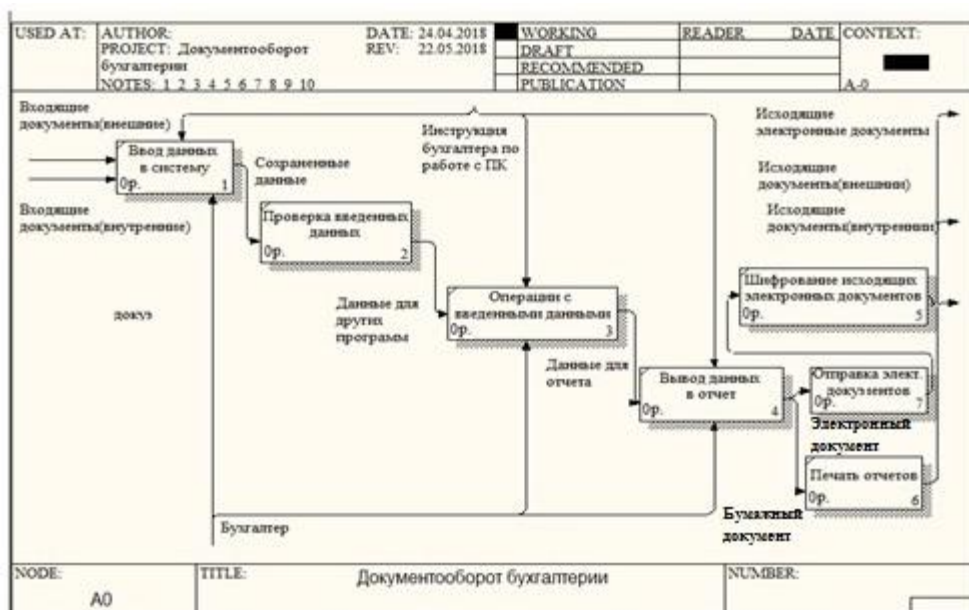 USED AT:
AUTHOR:
DATE: 24.04.2018
PROJECT: Документооборот
бухгалтерии
REV: 22.05.2018
NOTES: 1 2 3 4 5 6 7 8 9 10
WORKING
DRAFT
RECOMMENDED
PUBLICATION
READER DATE
CONTEXT:
A-0
Входящие
документы(внешние)
Ввод данных
в систему
0р. 1
Входящие
документы(внутренние)
Сохраненные
данные
Инструкция
бухгалтера по
работе с ПК
Исходящие
электронные документы
Исходящие
документы(внешнии)
Исходящие
документы(внутреннии)
Проверка введенных
данных
0р. 2
Данные для
других
программ
Операции с
введенными данными
0р. 3
Шифрование исходящих
электронных документов
0р. 5
Данные для
отчета
Вывод данных
в отчет
0р. 4
Отправка элект.
документов
0р. 7
Электронный
документ
Печать отчетов
0р. 6
Бумажный
документ
Бухгалтер
NODE:
A0
TITLE:
Документооборот бухгалтерии
NUMBER: